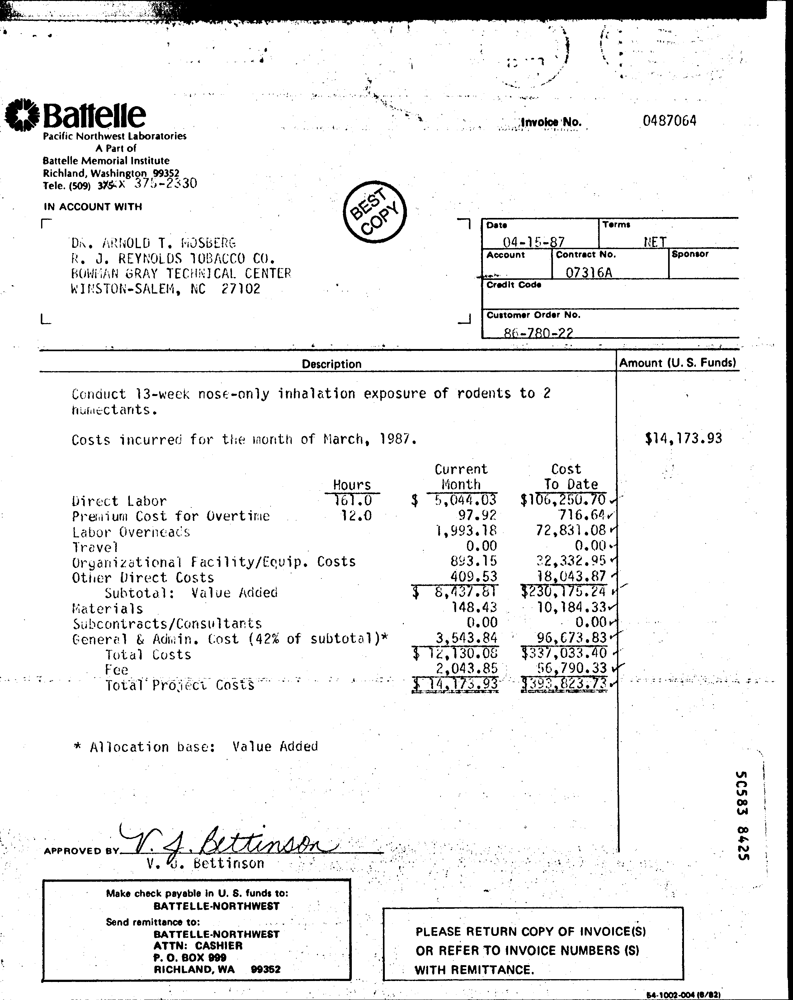 Battelle
Pacific Northwest Laboratories
A Part of
Battelle Memorial Institute
Richland, Washington 99352
Tele. (509) 375-2330
Invoice No. 0487064
IN ACCOUNT WITH
BEST
COPY
DR. ARNOLD T. MOSBERG
R. J. REYNOLDS TOBACCO CO.
BOWMAN GRAY TECHNICAL CENTER
WINSTON-SALEM, NC 27102
Date Terms
04-15-87 NET
Account Contract No. Sponsor
07316A
Credit Code
Customer Order No.
86-780-22
Description Amount (U. S. Funds)
Conduct 13-week nose-only inhalation exposure of rodents to 2
humectants.
Costs incurred for the month of March, 1987. $14,173.93
Current Cost
Hours Month To Date
Direct Labor 161.0 $ 5,044.03 $106,250.70
Premium Cost for Overtime 12.0 97.92 716.64
Labor Overheads 1,993.18 72,831.08
Travel 0.00 0.00
Organizational Facility/Equip. Costs 893.15 32,332.95
Other Direct Costs 409.53 18,043.87
Subtotal: Value Added $ 8,437.81 $230,175.24
Materials 148.43 10,184.33
Subcontracts/Consultants 0.00 0.00
General & Admin. Cost (42% of subtotal)* 3,543.84 96,673.83
Total Costs $ 12,130.08 $337,033.40
Fee 2,043.85 56,790.33
Total Project Costs $ 14,173.93 $393,823.73
* Allocation base: Value Added
APPROVED BY V. J. Bettinson
V. J. Bettinson
Make check payable in U. S. funds to:
BATTELLE-NORTHWEST
Send remittance to:
BATTELLE-NORTHWEST
ATTN: CASHIER
P. O. BOX 999
RICHLAND, WA 99352
PLEASE RETURN COPY OF INVOICE(S)
OR REFER TO INVOICE NUMBERS (S)
WITH REMITTANCE.
54-1002-004 (8/82)
5C583 8425